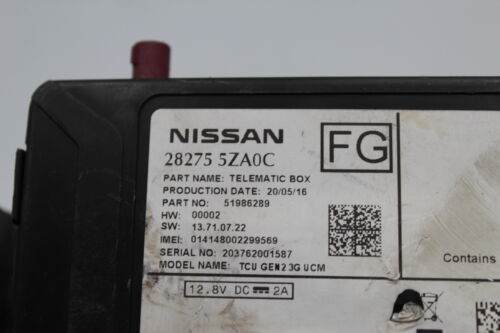 NISSAN
FG
28275 5ZA0C
PART NAME: TELEMATIC BOX
PRODUCTION DATE: 20/05/16
PART NO: 51986289
HW: 00002
SW: 13.71.07.22
IMEI: 014148002299569
SERIAL NO: 203762001587
MODEL NAME: TCU GEN2 3G UCM
12.8V DC 2A
Contains